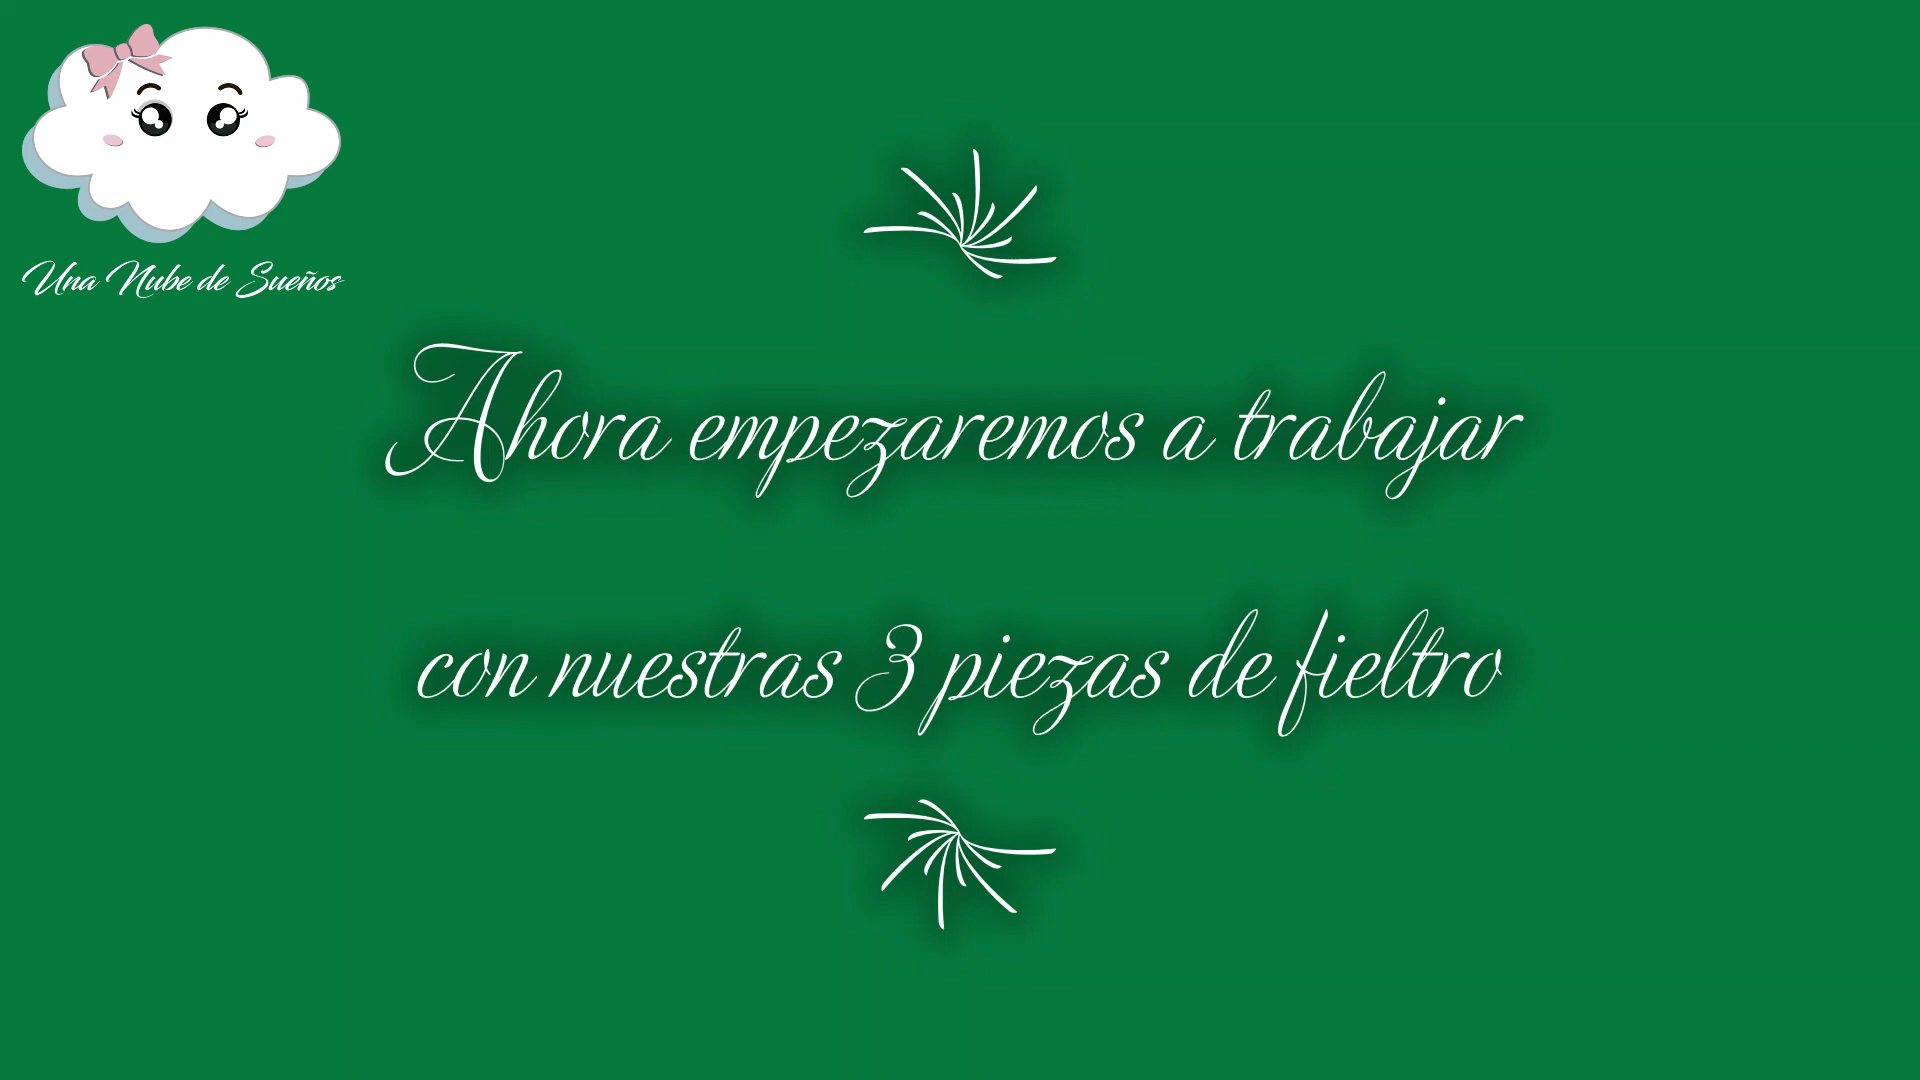 Una Nube de Sueños
Ahora empezaremos a trabajar
con nuestras 3 piezas de fieltro